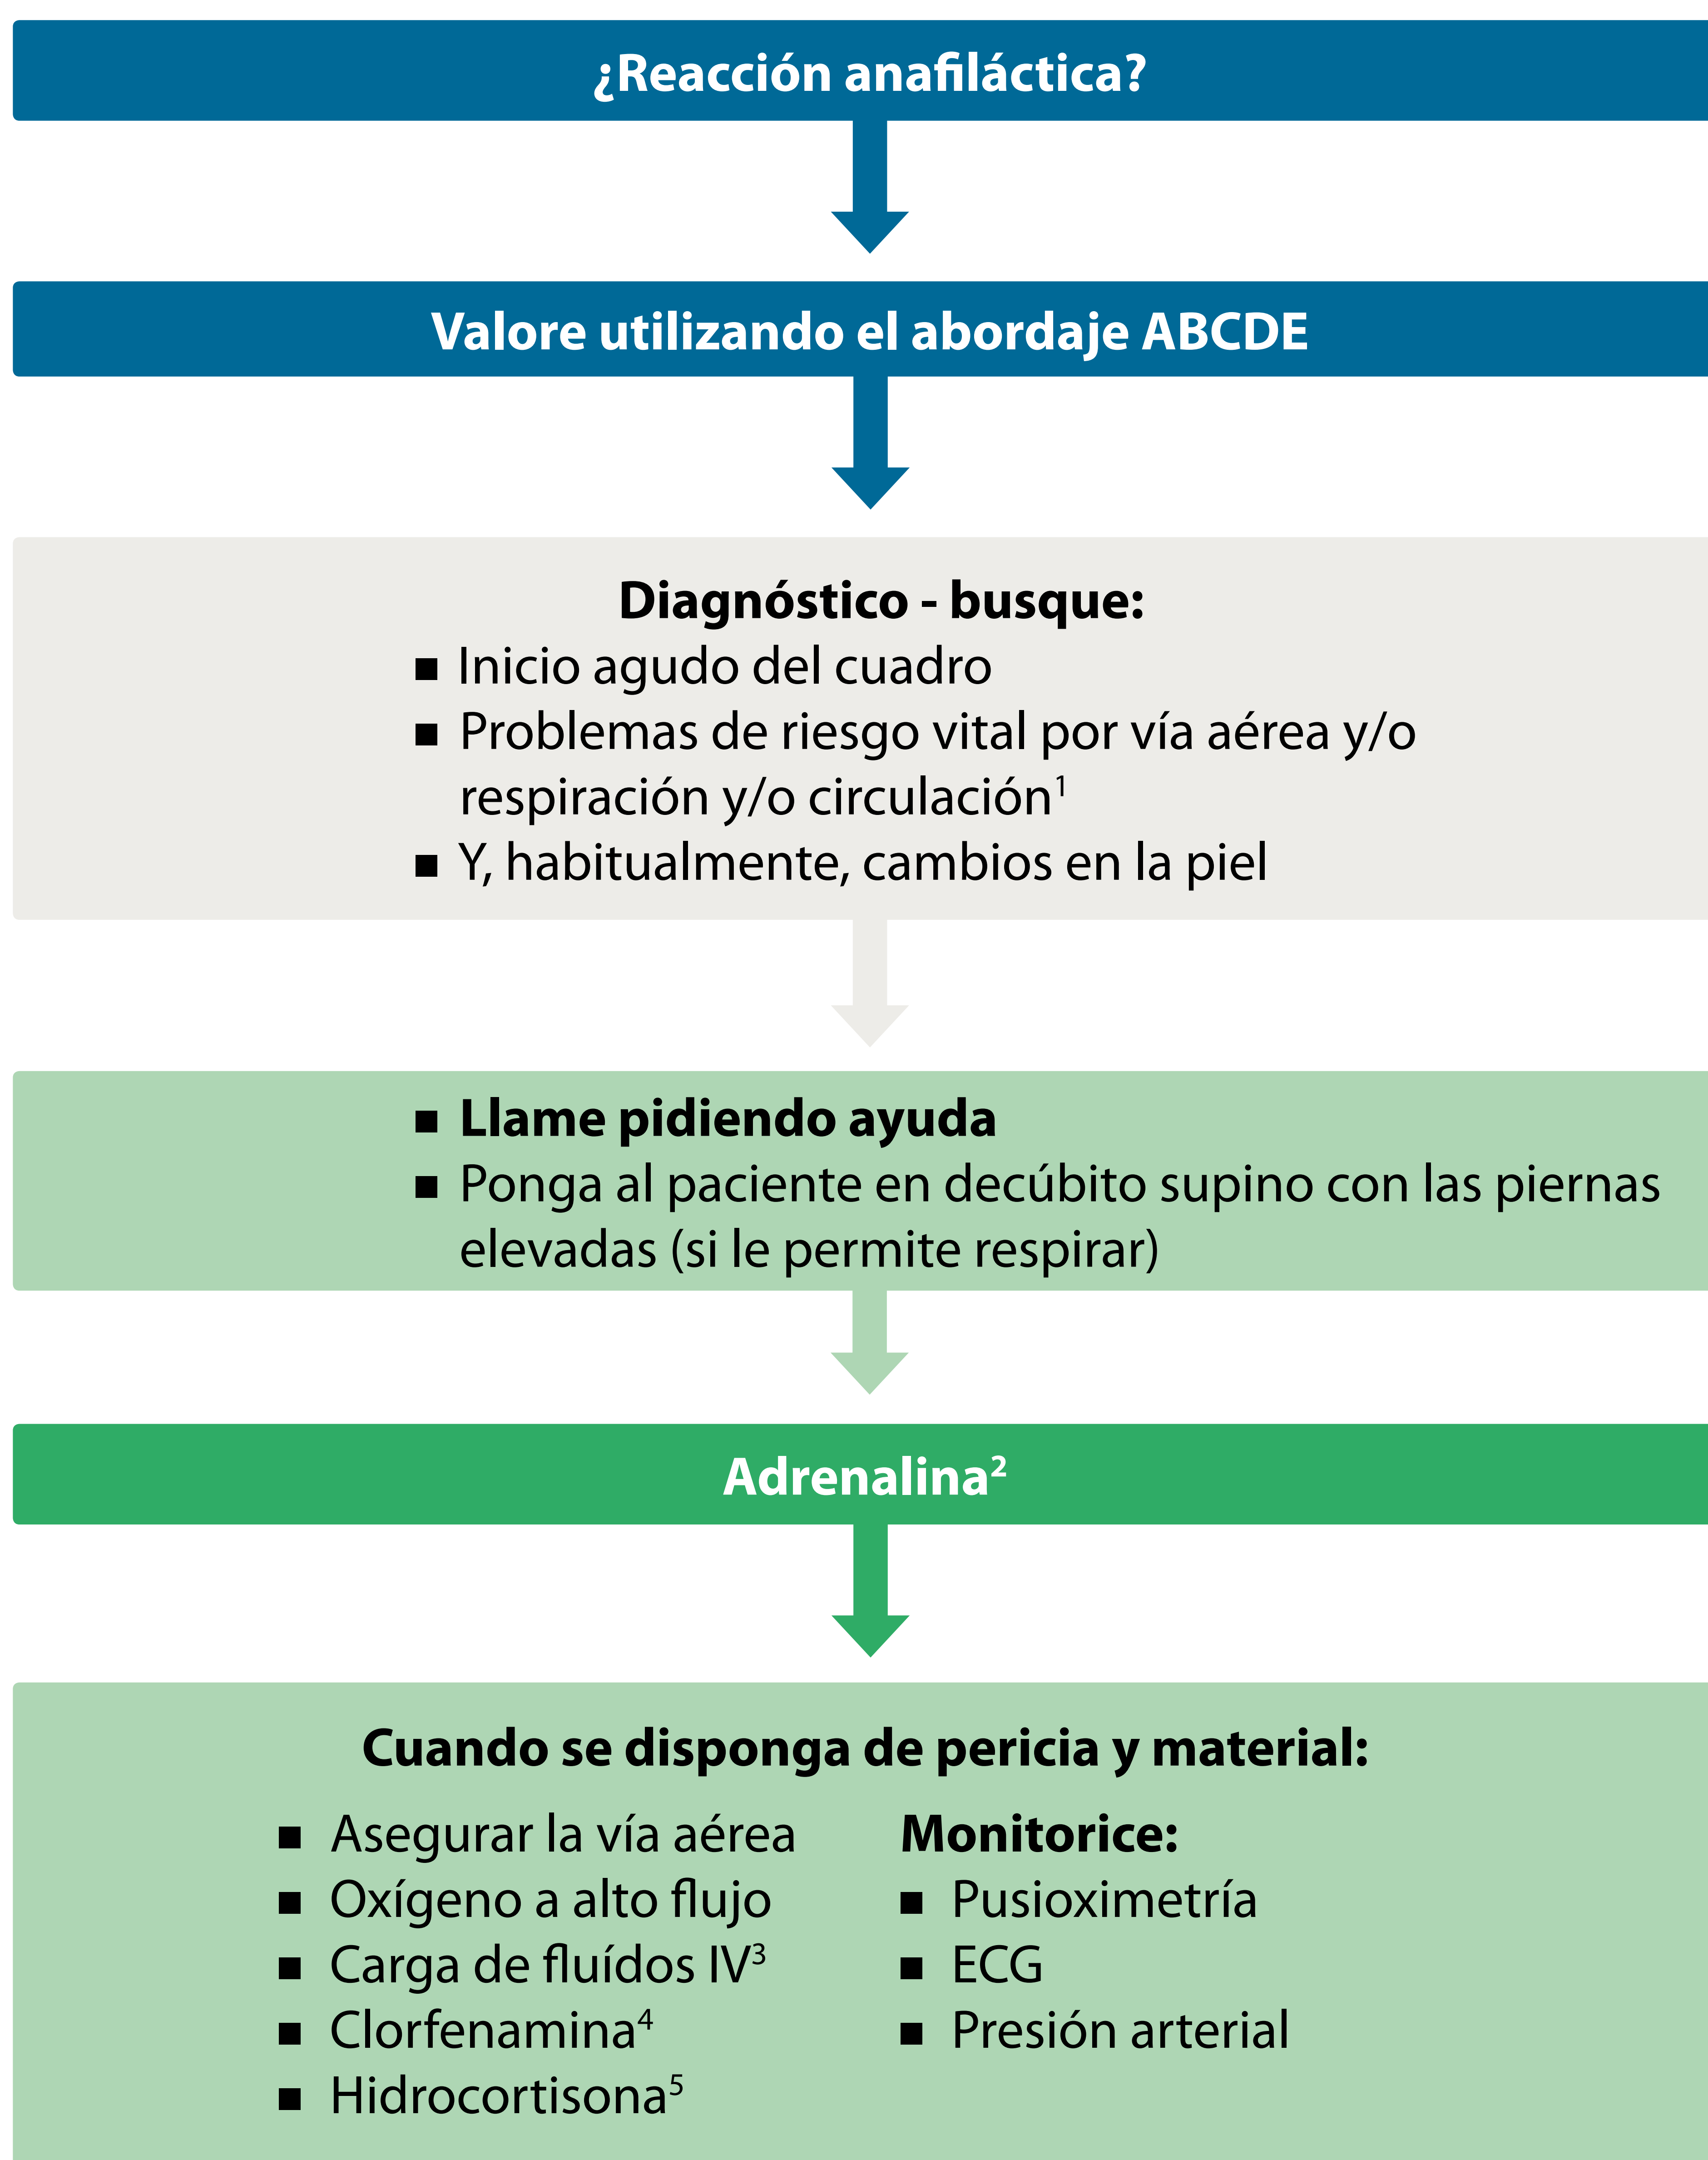 ¿Reacción anafiláctica?
Valore utilizando el abordaje ABCDE
Diagnóstico - busque:
■ Inicio agudo del cuadro
■ Problemas de riesgo vital por vía aérea y/o
respiración y/o circulación¹
■ Y, habitualmente, cambios en la piel
■ Llame pidiendo ayuda
■ Ponga al paciente en decúbito supino con las piernas
elevadas (si le permite respirar)
Adrenalina²
Cuando se disponga de pericia y material:
■ Asegurar la vía aérea
■ Oxígeno a alto flujo
■ Carga de fluídos IV³
■ Clorfenamina⁴
■ Hidrocortisona⁵
Monitorice:
■ Pusioximetría
■ ECG
■ Presión arterial